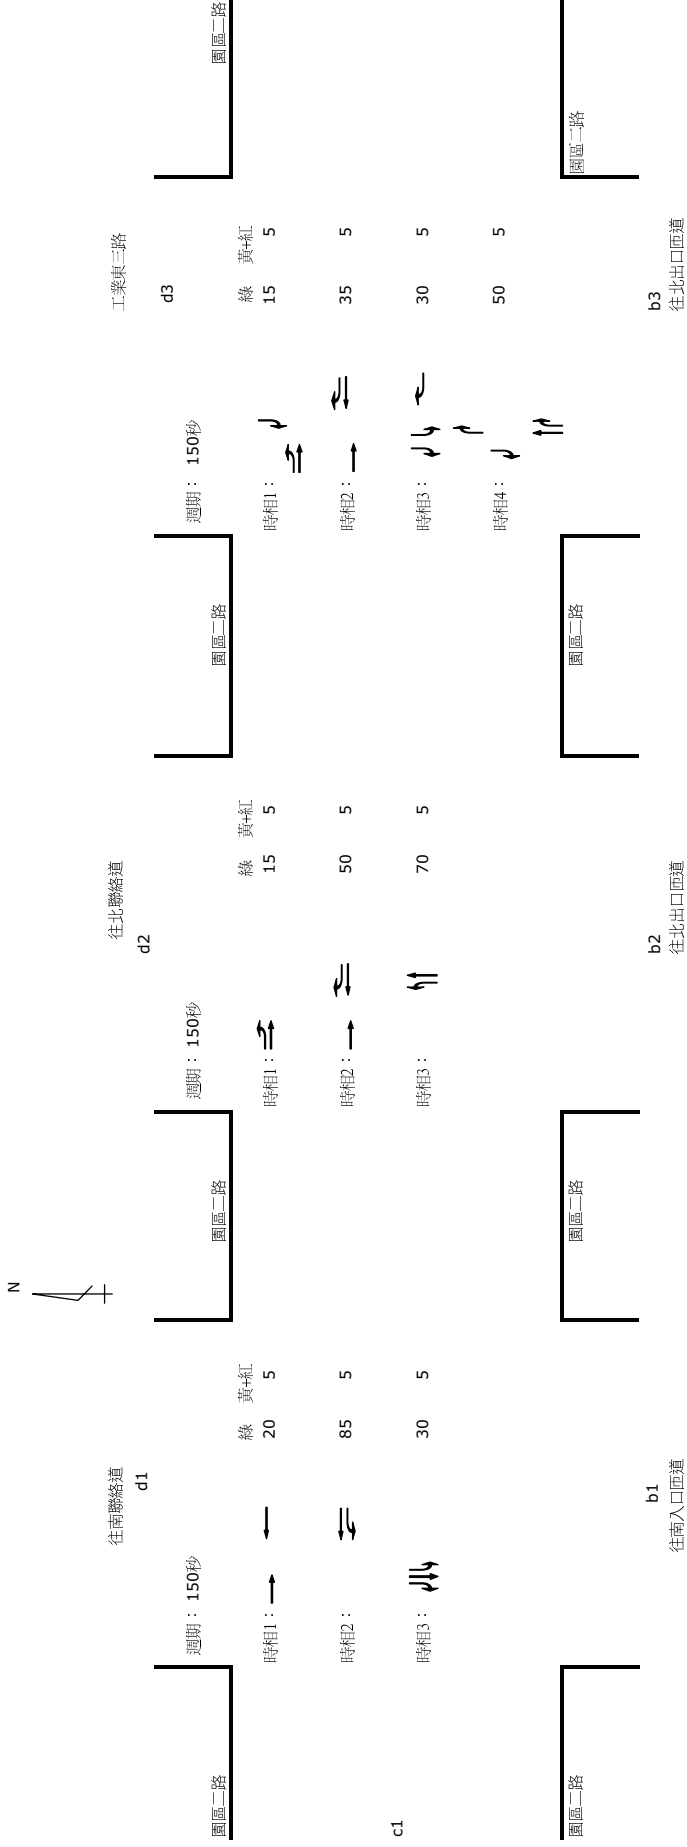 N
園區二路
往南聯絡道
d1
週期： 150秒
綠 黃+紅
時相1： 20 5
時相2： 85 5
時相3： 30 5
c1
園區二路
b1
往南入口匝道
園區二路
往北聯絡道
d2
週期： 150秒
綠 黃+紅
時相1： 15 5
時相2： 50 5
時相3： 70 5
園區二路
b2
往北出口匝道
園區二路
工業東三路
d3
週期： 150秒
綠 黃+紅
時相1： 15 5
時相2： 35 5
時相3： 30 5
時相4： 50 5
園區二路
b3
往北出口匝道
園區二路
園區二路